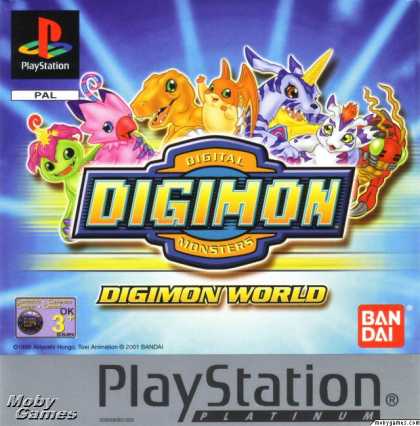 PlayStation
PAL
DIGITAL
DIGIMON
MONSTERS
DIGIMON WORLD
OK
3+
BAN
DAI
©1999 Akiyoshi Hongo, Toei Animation © 2001 BANDAI
Moby
Games
PlayStation®
PLATINUM
mobygames.com